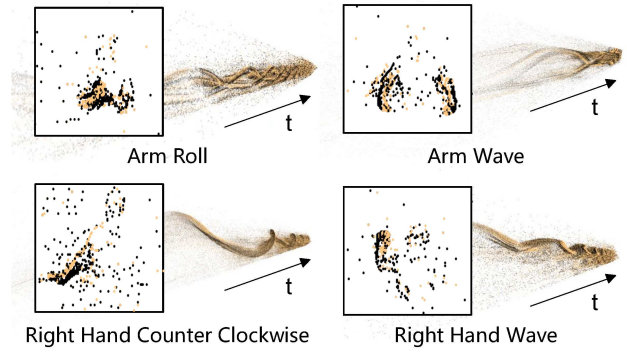 t
t
Arm Roll
Arm Wave
t
t
Right Hand Counter Clockwise
Right Hand Wave